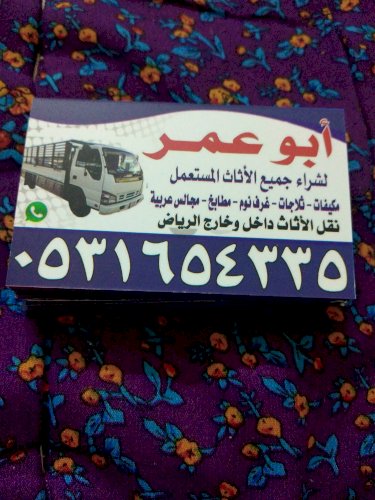 أبو عمر
لشراء جميع الأثاث المستعمل
مكيفات - ثلاجات - غرف نوم - مطابخ - مجالس عربية
نقل الأثاث داخل وخارج الرياض
٠٥٣١٦٥٤٣٣٥